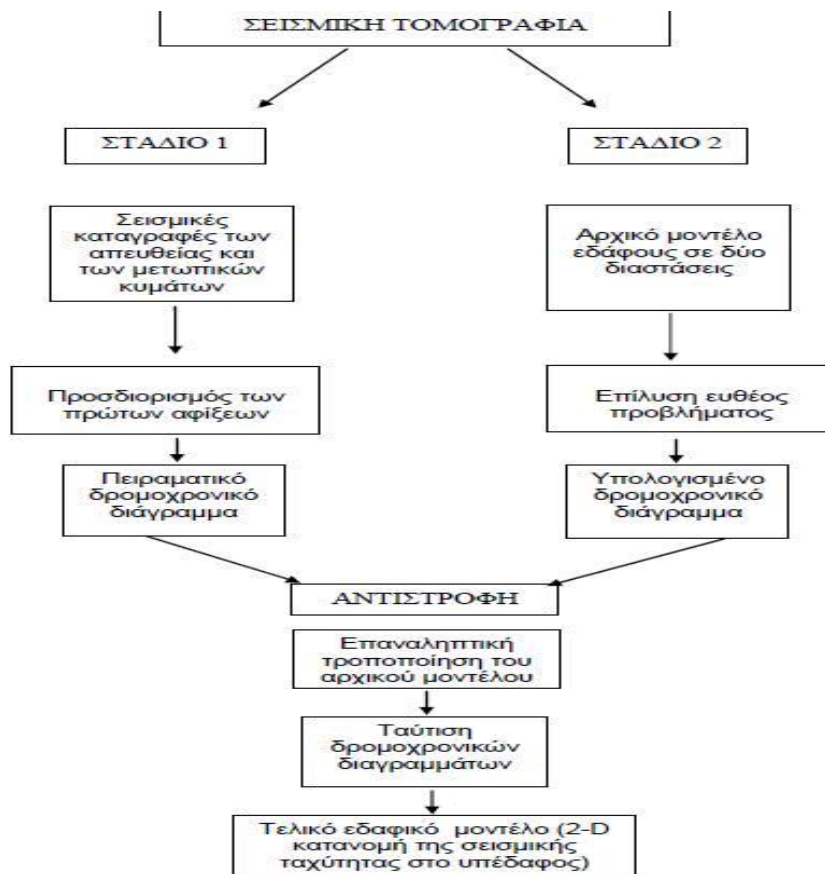 ΣΕΙΣΜΙΚΗ ΤΟΜΟΓΡΑΦΙΑ
ΣΤΑΔΙΟ 1
ΣΤΑΔΙΟ 2
Σεισμικές
καταγραφές των
απευθείας και
των μετωπικών
κυμάτων
Αρχικό μοντέλο
εδάφους σε δύο
διαστάσεις
Προσδιορισμός των
πρώτων αφίξεων
Επίλυση ευθέος
προβλήματος
Πειραματικό
δρομοχρονικό
διάγραμμα
Υπολογισμένο
δρομοχρονικό
διάγραμμα
ΑΝΤΙΣΤΡΟΦΗ
Επαναληπτική
τροποποίηση του
αρχικού μοντέλου
Ταύτιση
δρομοχρονικών
διαγραμμάτων
Τελικό εδαφικό μοντέλο (2-D
κατανομή της σεισμικής
ταχύτητας στο υπέδαφος)